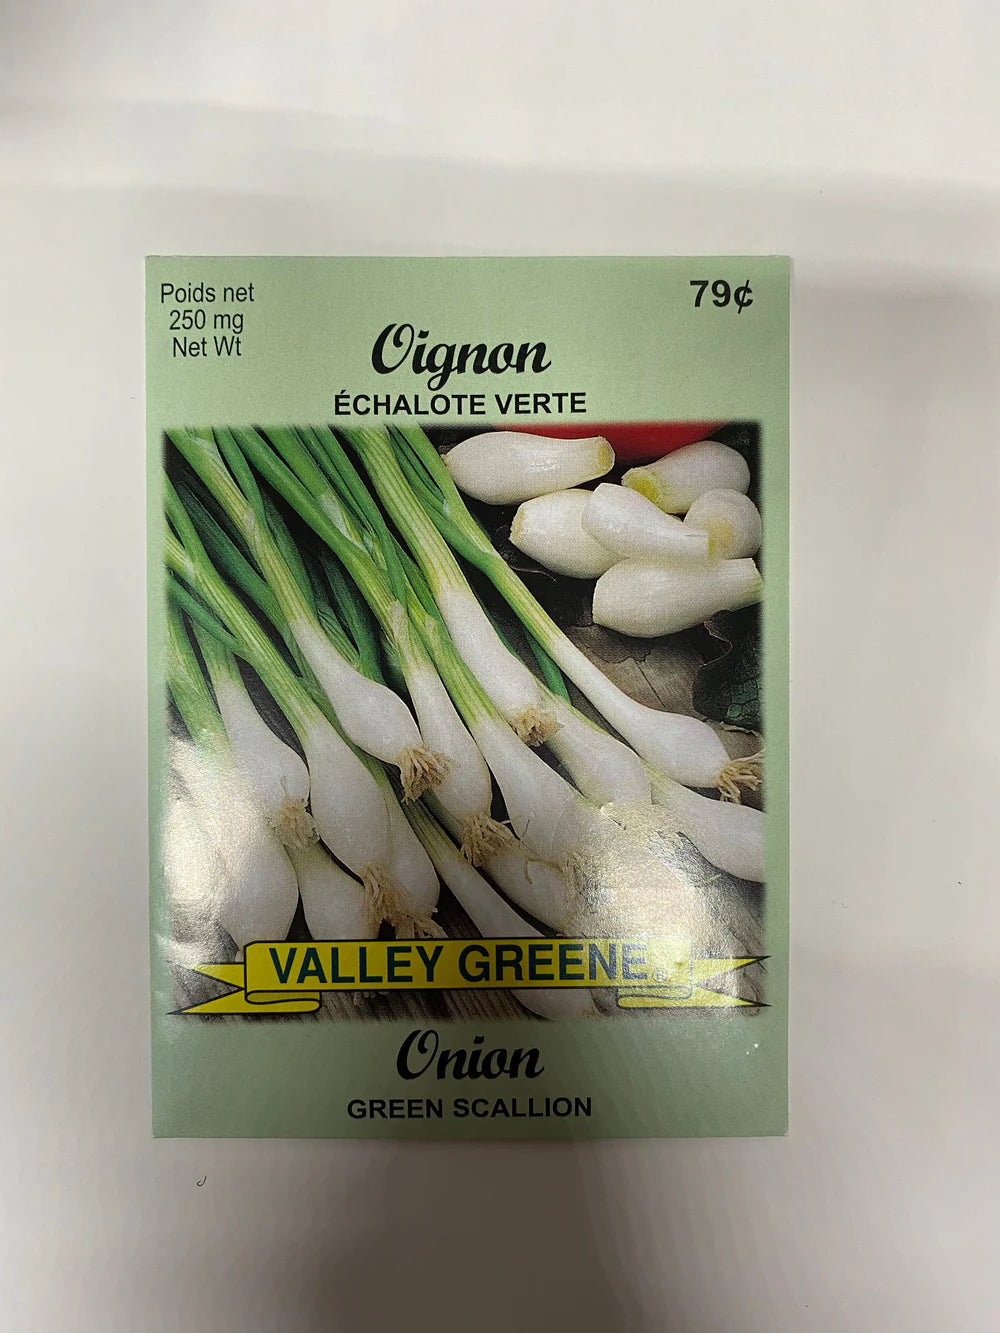 Poids net
250 mg
Net Wt
79¢
Oignon
ÉCHALOTE VERTE
VALLEY GREENE®
Onion
GREEN SCALLION